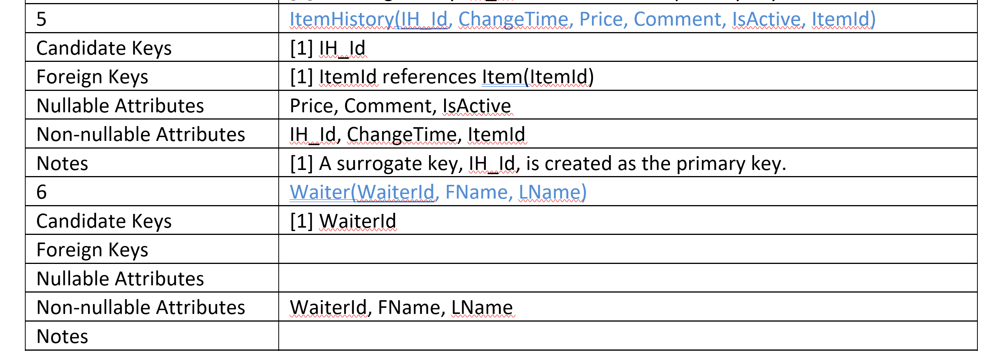 5 ItemHistory(IH_Id, ChangeTime, Price, Comment, IsActive, ItemId)
Candidate Keys [1] IH_Id
Foreign Keys [1] ItemId references Item(ItemId)
Nullable Attributes Price, Comment, IsActive
Non-nullable Attributes IH_Id, ChangeTime, ItemId
Notes [1] A surrogate key, IH_Id, is created as the primary key.
6 Waiter(WaiterId, FName, LName)
Candidate Keys [1] WaiterId
Foreign Keys
Nullable Attributes
Non-nullable Attributes WaiterId, FName, LName
Notes